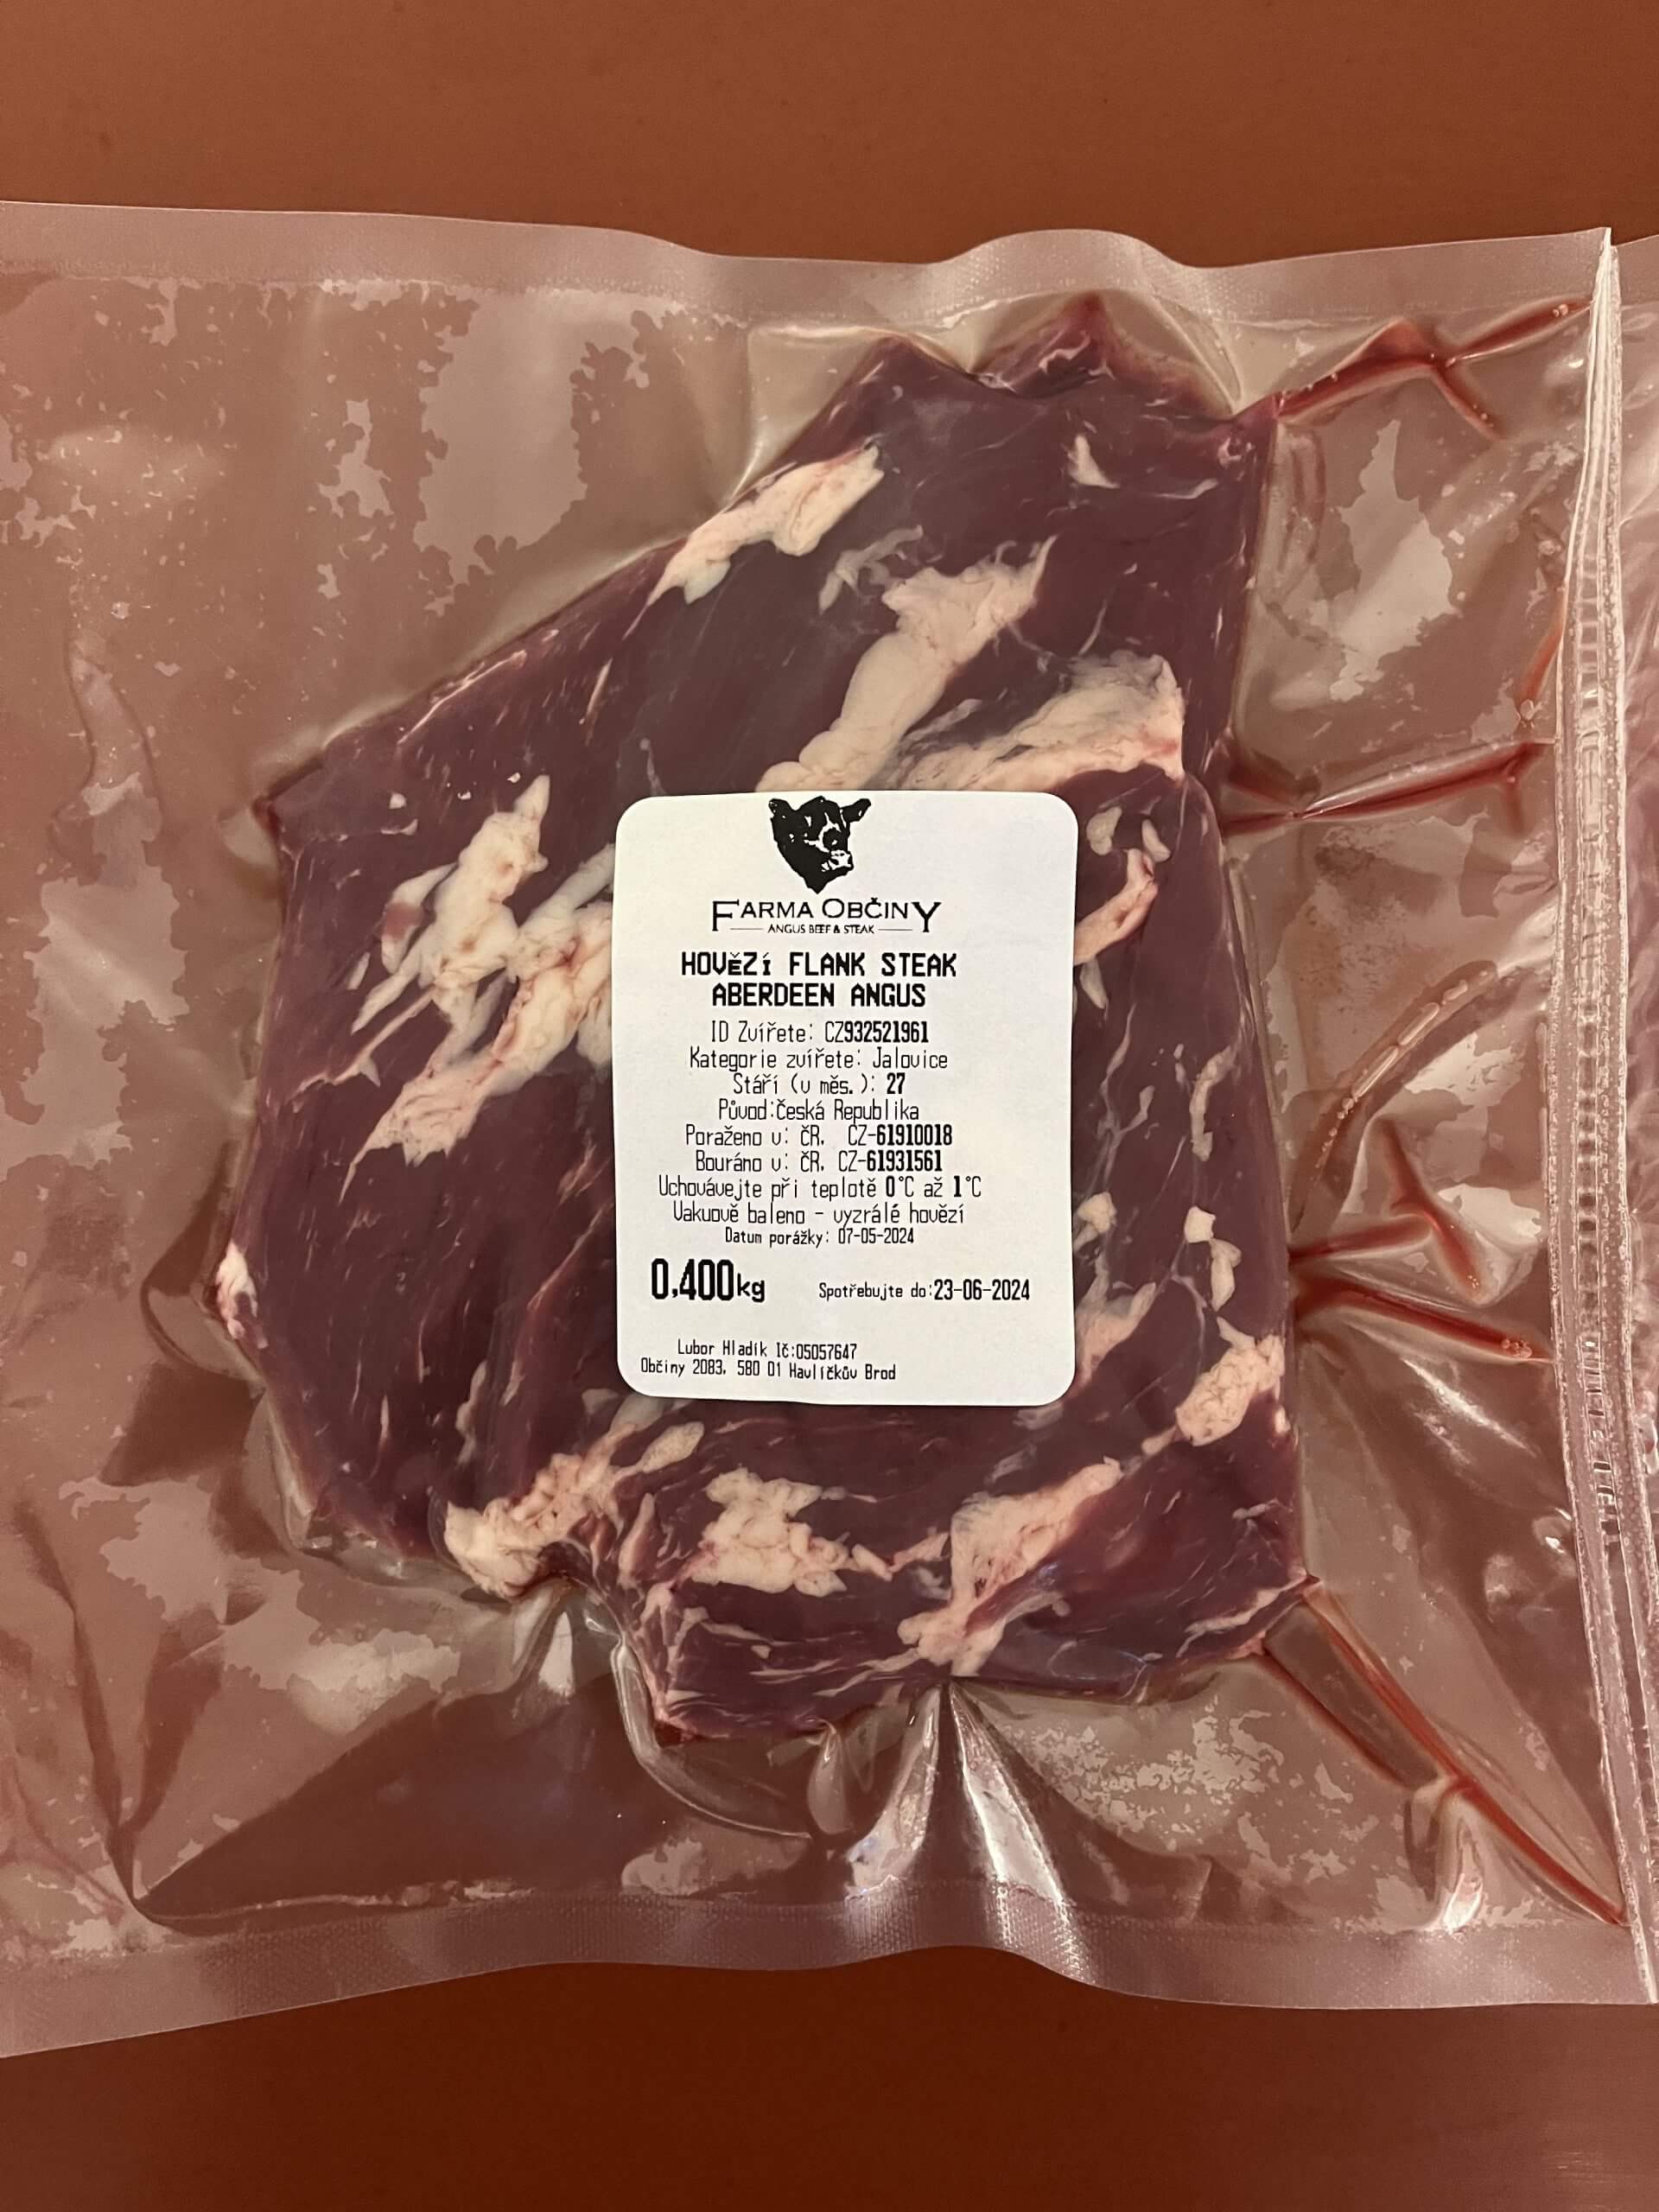 FARMA OBČINY
ANGUS BEEF & STEAK
HOVĚZÍ FLANK STEAK
ABERDEEN ANGUS
ID Zvířete: CZ932521961
Kategorie zvířete: Jalovice
Stáří (v měs.): 27
Původ:Česká Republika
Poraženo v: ČR, CZ-61910018
Bouráno v: ČR, CZ-61931561
Uchovávejte při teplotě 0°C až 1°C
Vakuově baleno - vyzrálé hovězí
Datum porážky: 07-05-2024
0,400kg Spotřebujte do:23-06-2024
Lubor Hladík IČ:05057647
Občiny 2083, 580 01 Havlíčkův Brod